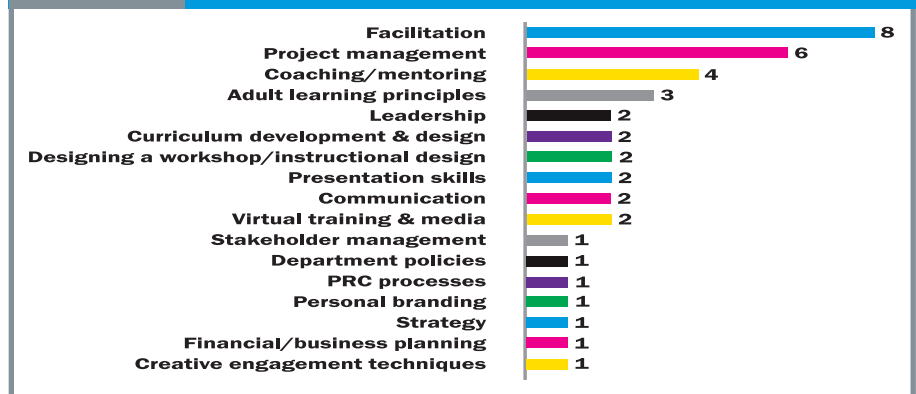 Facilitation 8
Project management 6
Coaching/mentoring 4
Adult learning principles 3
Leadership 2
Curriculum development & design 2
Designing a workshop/instructional design 2
Presentation skills 2
Communication 2
Virtual training & media 2
Stakeholder management 1
Department policies 1
PRC processes 1
Personal branding 1
Strategy 1
Financial/business planning 1
Creative engagement techniques 1